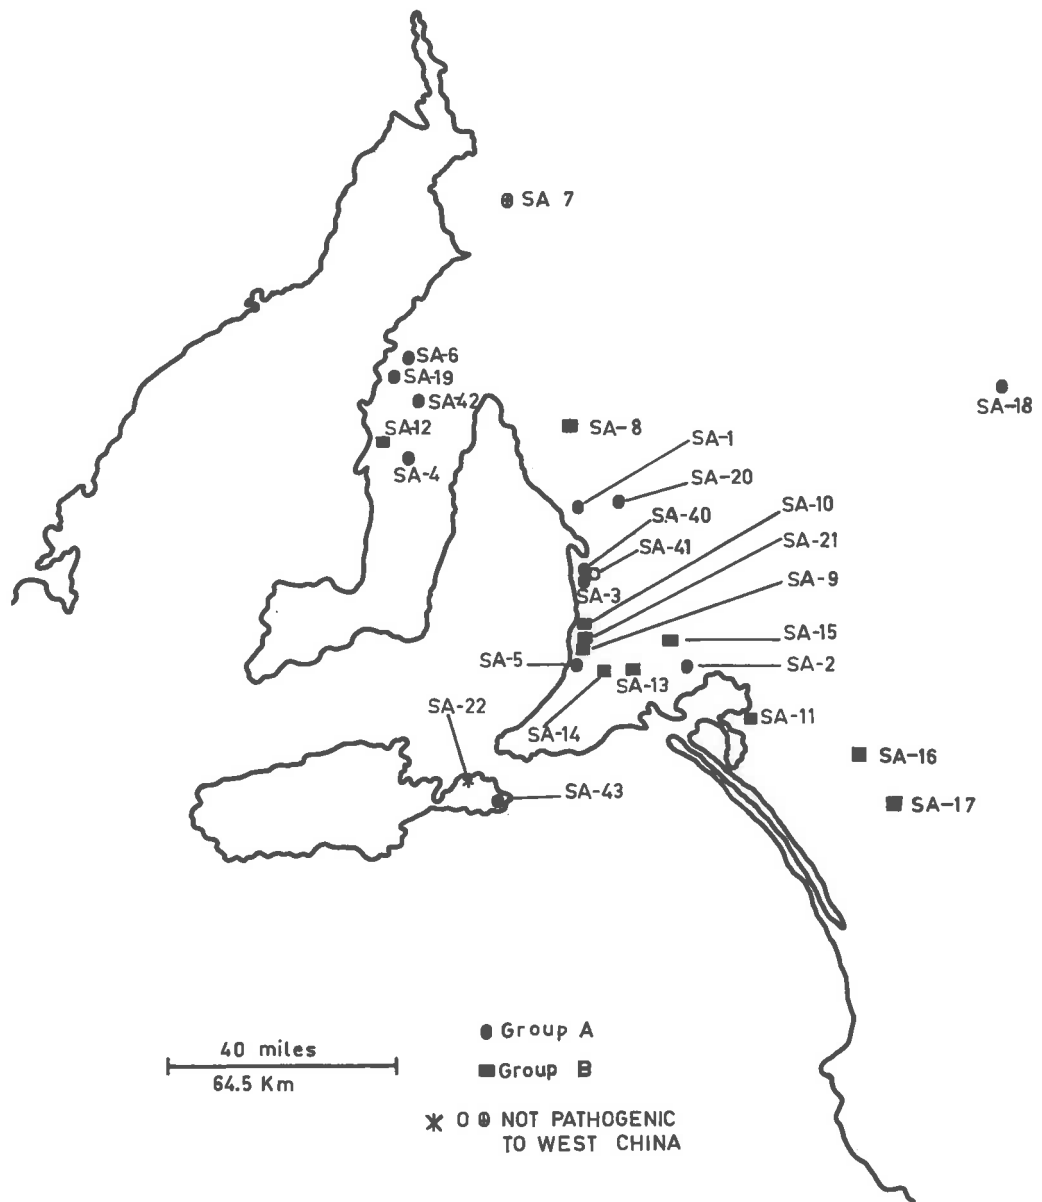 SA 7
SA-6
SA-19
SA-42
SA-12
SA-4
SA-18
SA-8
SA-1
SA-20
SA-10
SA-40
SA-21
SA-41
SA-9
SA-3
SA-15
SA-5
SA-2
SA-13
SA-22
SA-11
SA-14
SA-16
SA-43
SA-17
Group A
40 miles
Group B
64.5 Km
NOT PATHOGENIC
TO WEST CHINA